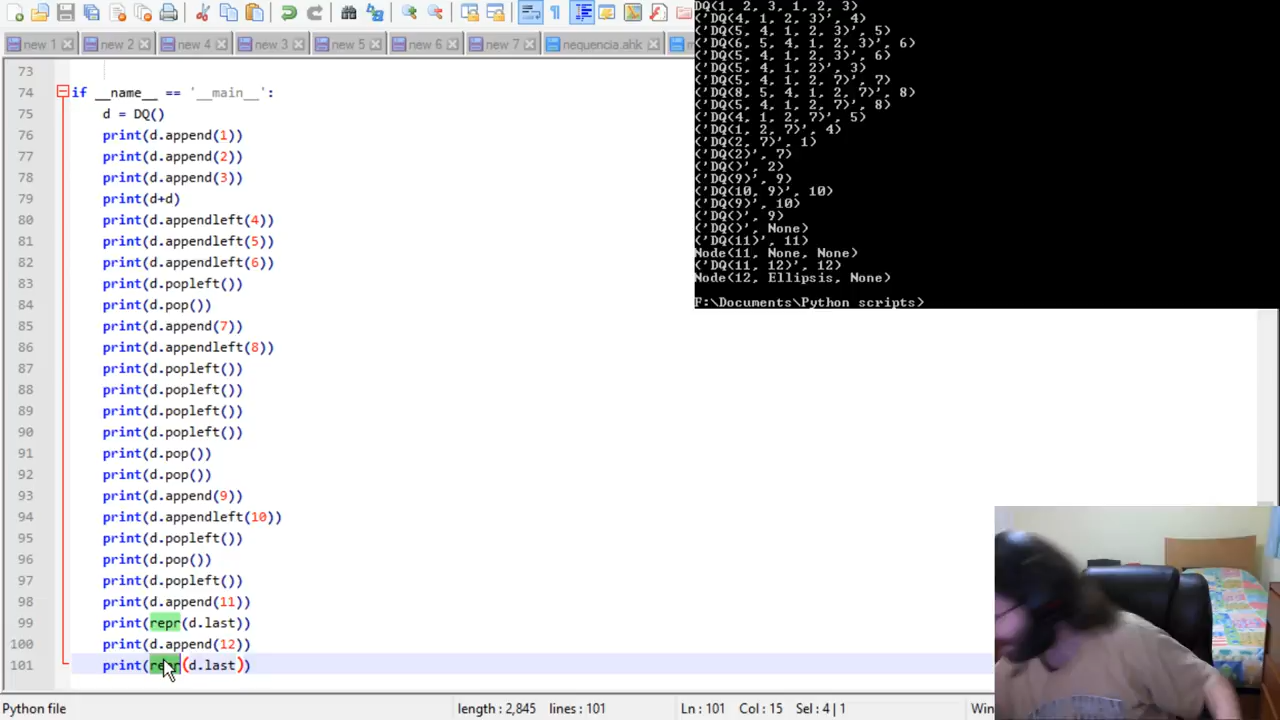 new 1
new 2
new 4
new 3
new 5
new 6
new 7
nequencia.ahk
73
74 if __name__ == '__main__':
75 d = DQ()
76 print(d.append(1))
77 print(d.append(2))
78 print(d.append(3))
79 print(d+d)
80 print(d.appendleft(4))
81 print(d.appendleft(5))
82 print(d.appendleft(6))
83 print(d.popleft())
84 print(d.pop())
85 print(d.append(7))
86 print(d.appendleft(8))
87 print(d.popleft())
88 print(d.popleft())
89 print(d.popleft())
90 print(d.popleft())
91 print(d.pop())
92 print(d.pop())
93 print(d.append(9))
94 print(d.appendleft(10))
95 print(d.popleft())
96 print(d.pop())
97 print(d.popleft())
98 print(d.append(11))
99 print(repr(d.last))
100 print(d.append(12))
101 print(repr(d.last))
DQ(1, 2, 3, 1, 2, 3)
('DQ(4, 1, 2, 3)', 4)
('DQ(5, 4, 1, 2, 3)', 5)
('DQ(6, 5, 4, 1, 2, 3)', 6)
('DQ(5, 4, 1, 2, 3)', 6)
('DQ(5, 4, 1, 2)', 3)
('DQ(5, 4, 1, 2, 7)', 7)
('DQ(8, 5, 4, 1, 2, 7)', 8)
('DQ(5, 4, 1, 2, 7)', 8)
('DQ(4, 1, 2, 7)', 5)
('DQ(1, 2, 7)', 4)
('DQ(2, 7)', 1)
('DQ(2)', 7)
('DQ()', 2)
('DQ(9)', 9)
('DQ(10, 9)', 10)
('DQ(9)', 10)
('DQ()', 9)
('DQ()', None)
('DQ(11)', 11)
Node(11, None, None)
('DQ(11, 12)', 12)
Node(12, Ellipsis, None)
F:\Documents\Python scripts>
Python file
length : 2,845 lines : 101
Ln : 101 Col : 15 Sel : 4 | 1
Win